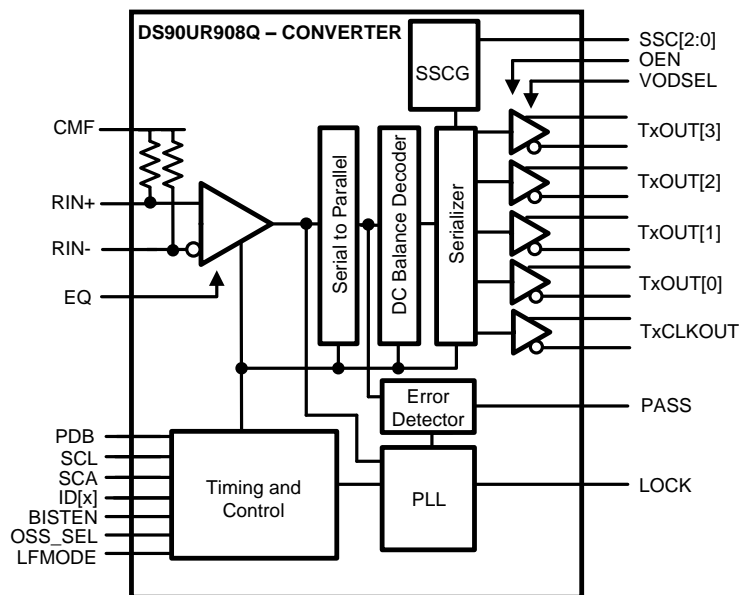 DS90UR908Q – CONVERTER
SSCG
SSC[2:0]
OEN
VODSEL
CMF
RIN+
RIN-
EQ
Serial to Parallel
DC Balance Decoder
Serializer
TxOUT[3]
TxOUT[2]
TxOUT[1]
TxOUT[0]
TxCLKOUT
Error
Detector
PASS
PDB
SCL
SCA
ID[x]
BISTEN
OSS_SEL
LFMODE
Timing and
Control
PLL
LOCK